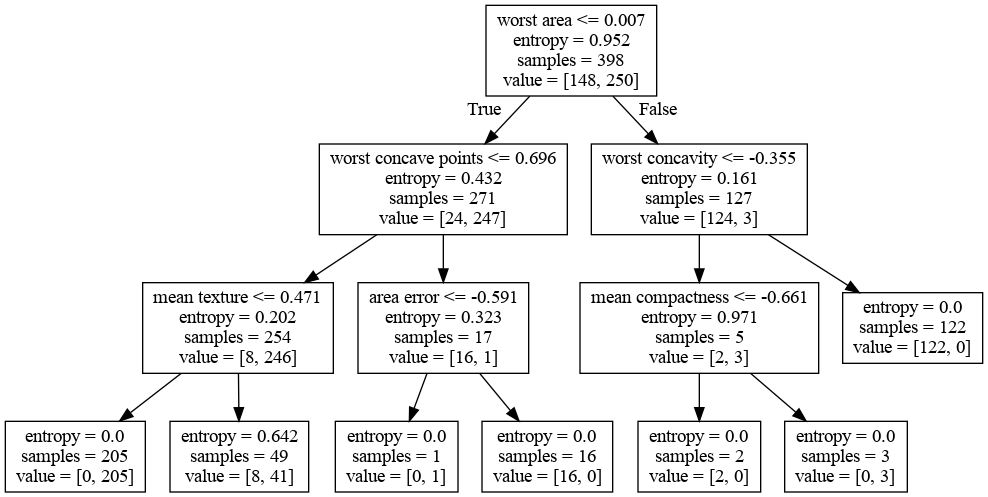 worst area <= 0.007
entropy = 0.952
samples = 398
value = [148, 250]
True
False
worst concave points <= 0.696
entropy = 0.432
samples = 271
value = [24, 247]
worst concavity <= -0.355
entropy = 0.161
samples = 127
value = [124, 3]
mean texture <= 0.471
entropy = 0.202
samples = 254
value = [8, 246]
area error <= -0.591
entropy = 0.323
samples = 17
value = [16, 1]
mean compactness <= -0.661
entropy = 0.971
samples = 5
value = [2, 3]
entropy = 0.0
samples = 122
value = [122, 0]
entropy = 0.0
samples = 205
value = [0, 205]
entropy = 0.642
samples = 49
value = [8, 41]
entropy = 0.0
samples = 1
value = [0, 1]
entropy = 0.0
samples = 16
value = [16, 0]
entropy = 0.0
samples = 2
value = [2, 0]
entropy = 0.0
samples = 3
value = [0, 3]